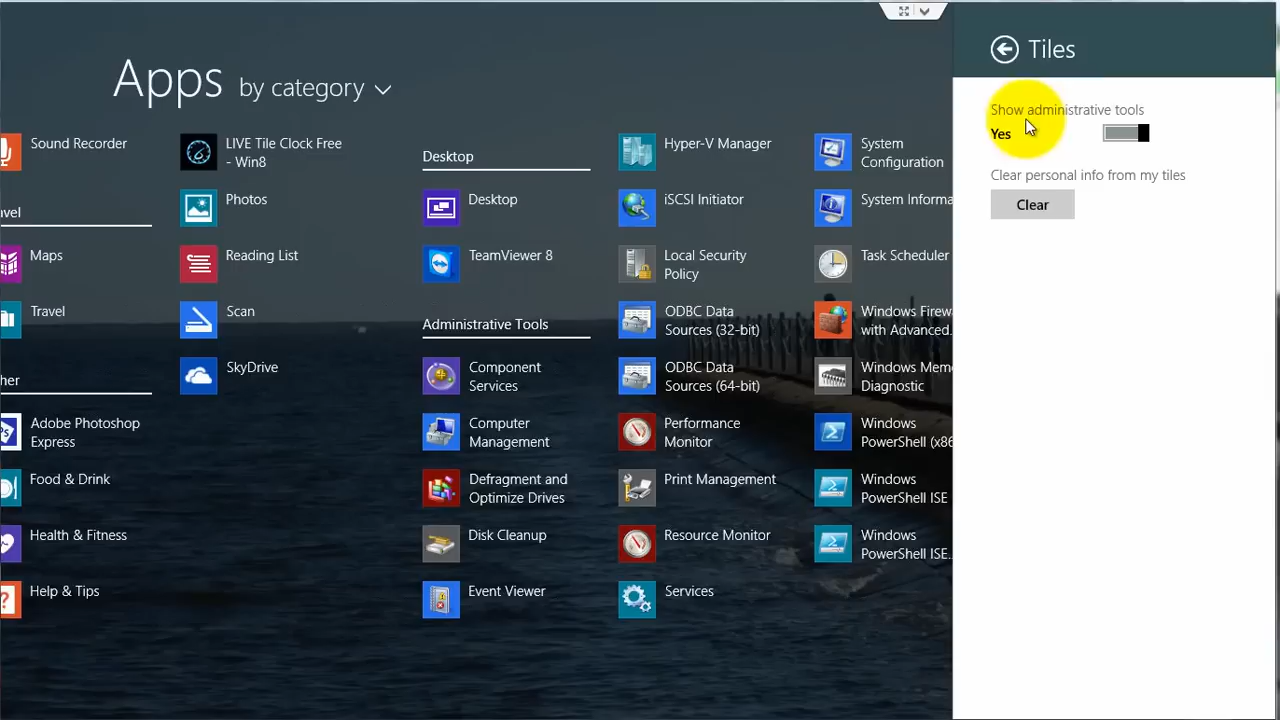 Apps by category
Sound Recorder
avel
Maps
Travel
her
Adobe Photoshop
Express
Food & Drink
Health & Fitness
Help & Tips
LIVE Tile Clock Free
- Win8
Photos
Reading List
Scan
SkyDrive
Desktop
Desktop
TeamViewer 8
Administrative Tools
Component
Services
Computer
Management
Defragment and
Optimize Drives
Disk Cleanup
Event Viewer
Hyper-V Manager
iSCSI Initiator
Local Security
Policy
ODBC Data
Sources (32-bit)
ODBC Data
Sources (64-bit)
Performance
Monitor
Print Management
Resource Monitor
Services
System
Configuration
System Informa
Task Scheduler
Windows Firew
with Advanced.
Windows Mem
Diagnostic
Windows
PowerShell (x86
Windows
PowerShell ISE
Windows
PowerShell ISE...
Tiles
Show administrative tools
Yes
Clear personal info from my tiles
Clear